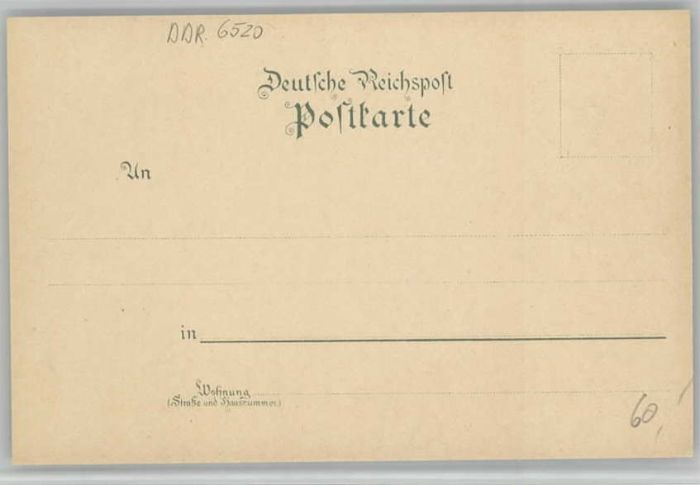 DDR. 6520
Deutſche Reichspoſt
Poſtkarte
An
in
Wohnung
(Straße und Hausnummer)
60,